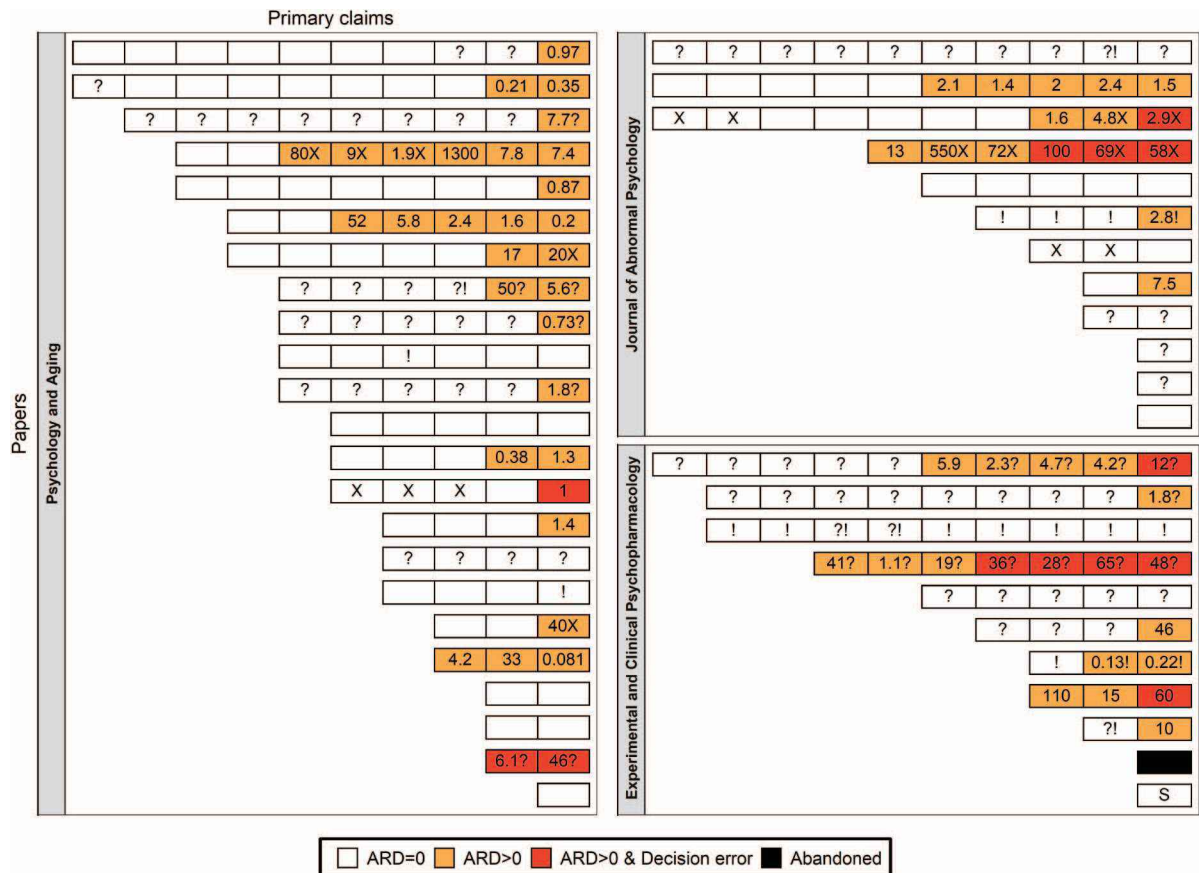 Primary claims
Papers
Psychology and Aging
? ? 0.97
? 0.21 0.35
? ? ? ? ? ? ? ? 7.7?
80X 9X 1.9X 1300 7.8 7.4
0.87
52 5.8 2.4 1.6 0.2
17 20X
? ? ? ?! 50? 5.6?
? ? ? ? ? 0.73?
!
? ? ? ? ? 1.8?
0.38 1.3
X X X 1
1.4
? ? ? ?
!
40X
4.2 33 0.081
6.1? 46?
Journal of Abnormal Psychology
? ? ? ? ? ? ? ? ?! ?
2.1 1.4 2 2.4 1.5
X X 1.6 4.8X 2.9X
13 550X 72X 100 69X 58X
! ! ! 2.8!
X X
7.5
? ?
?
?
Experimental and Clinical Psychopharmacology
? ? ? ? ? 5.9 2.3? 4.7? 4.2? 12?
? ? ? ? ? ? ? ? 1.8?
! ! ?! ?! ! ! ! ! !
41? 1.1? 19? 36? 28? 65? 48?
? ? ? ? ?
? ? ? 46
! 0.13! 0.22!
110 15 60
?! 10
S
ARD=0 ARD>0 ARD>0 & Decision error Abandoned